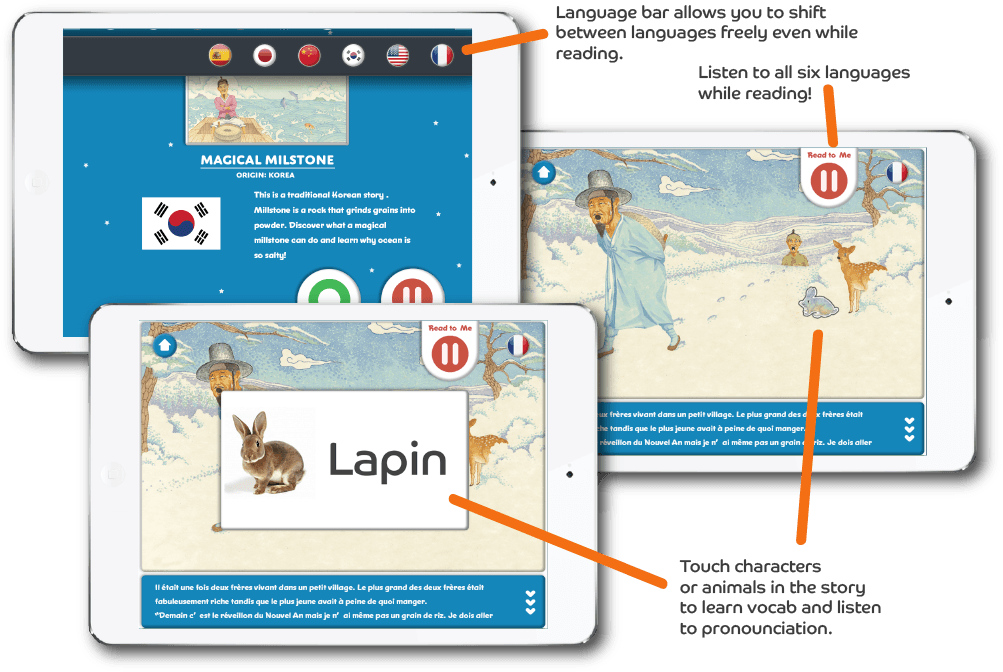 Language bar allows you to shift
between languages freely even while
reading.
Listen to all six languages
while reading!
MAGICAL MILSTONE
ORIGIN: KOREA
This is a traditional Korean story .
Millstone is a rock that grinds grains into
powder. Discover what a magical
millstone can do and learn why ocean is
so salty!
Read to Me
deux frères vivant dans un petit village. Le plus grand des deux frères était
riche tandis que le plus jeune avait à peine de quoi manger.
réveillon du Nouvel An mais je n' ai même pas un grain de riz. Je dois aller
Read to Me
Lapin
Il était une fois deux frères vivant dans un petit village. Le plus grand des deux frères était
fabuleusement riche tandis que le plus jeune avait à peine de quoi manger.
"Demain c' est le réveillon du Nouvel An mais je n' ai même pas un grain de riz. Je dois aller
Touch characters
or animals in the story
to learn vocab and listen
to pronounciation.